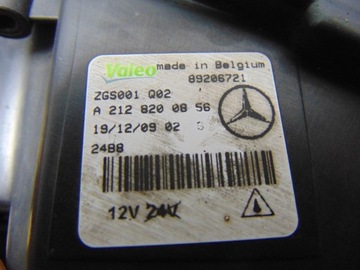 Valeo made in Belgium
89206721
ZGS001 Q02
A 212 820 08 56
19/12/09 02
2488
12V 24V